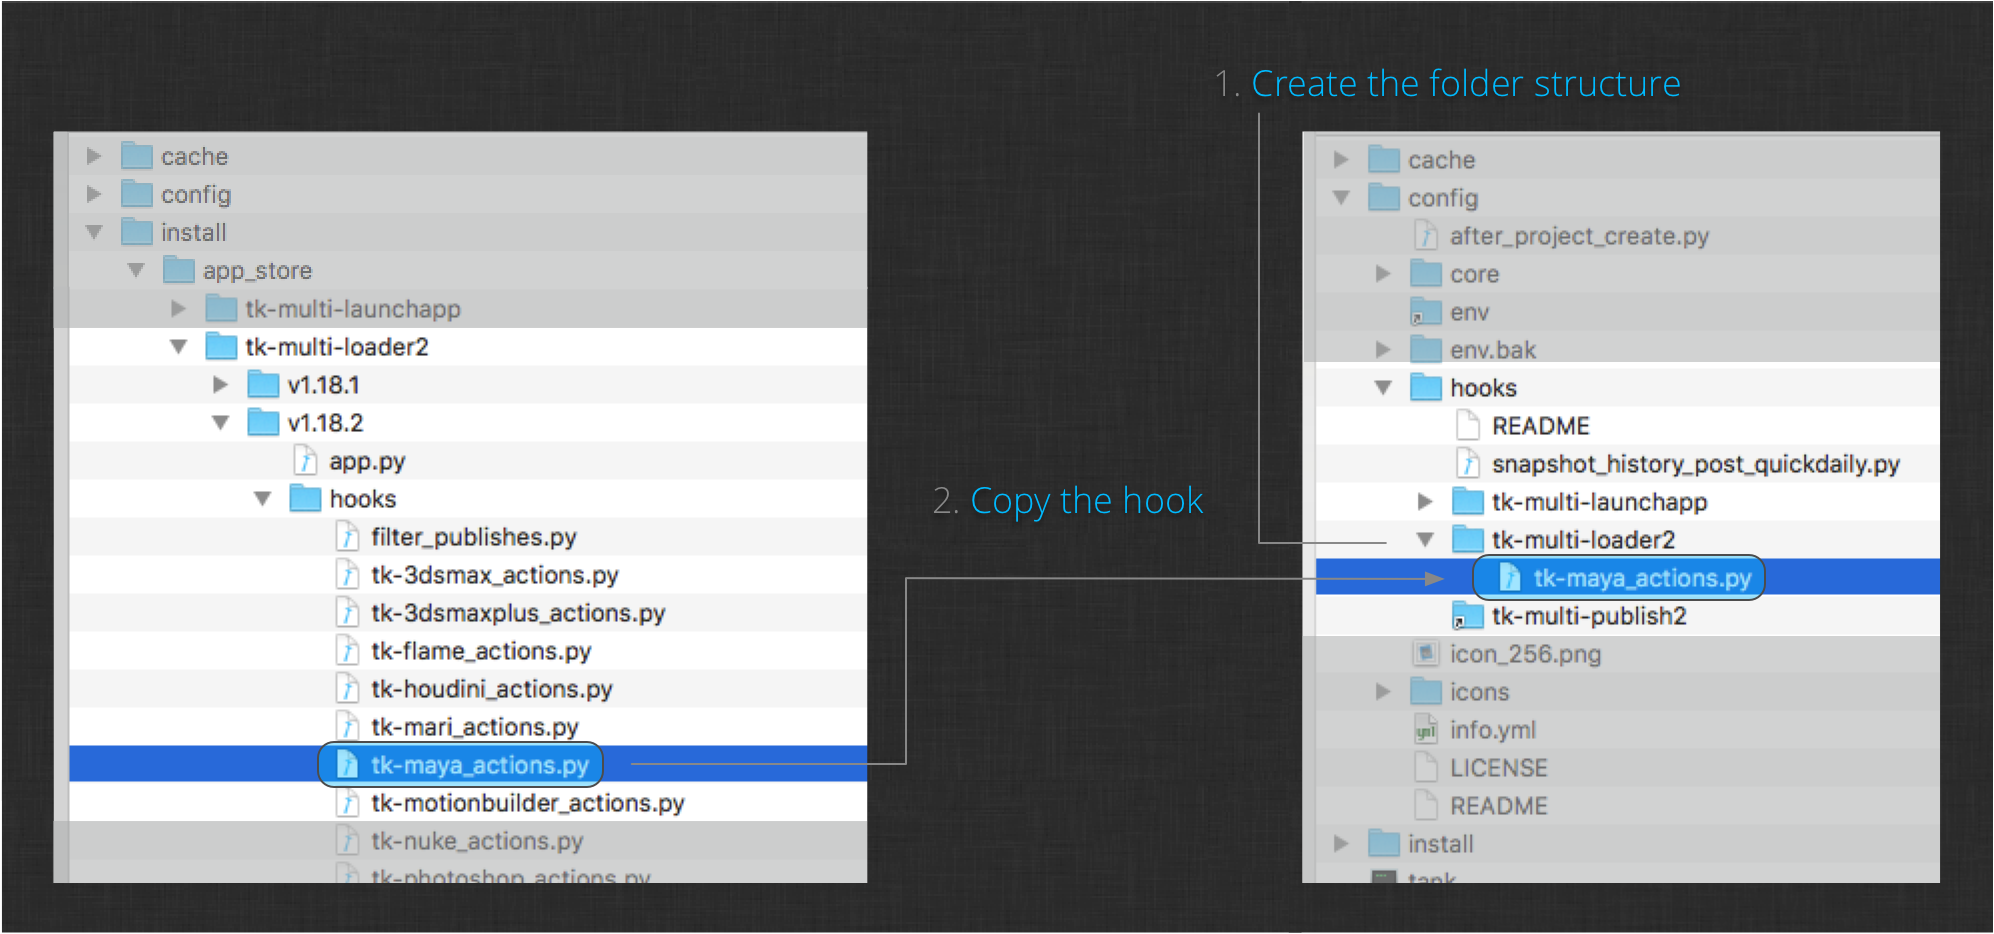 1. Create the folder structure
cache
config
install
app_store
tk-multi-launchapp
tk-multi-loader2
v1.18.1
v1.18.2
app.py
hooks
filter_publishes.py
tk-3dsmax_actions.py
tk-3dsmaxplus_actions.py
tk-flame_actions.py
tk-houdini_actions.py
tk-mari_actions.py
tk-maya_actions.py
tk-motionbuilder_actions.py
tk-nuke_actions.py
tk-photoshop_actions.py
2. Copy the hook
cache
config
after_project_create.py
core
env
env.bak
hooks
README
snapshot_history_post_quickdaily.py
tk-multi-launchapp
tk-multi-loader2
tk-maya_actions.py
tk-multi-publish2
icon_256.png
icons
yml
info.yml
LICENSE
README
install
tank